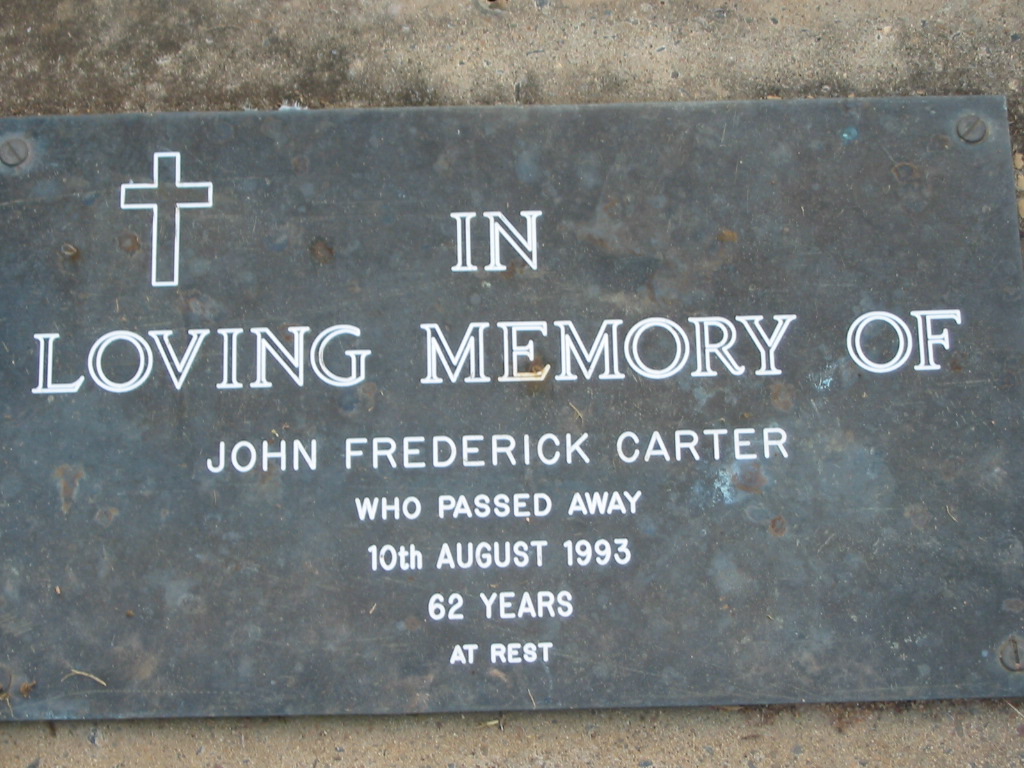 IN
LOVING MEMORY OF
JOHN FREDERICK CARTER
WHO PASSED AWAY
10th AUGUST 1993
62 YEARS
AT REST